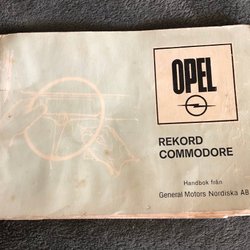 OPEL
REKORD
COMMODORE
Handbok från
General Motors Nordiska AB